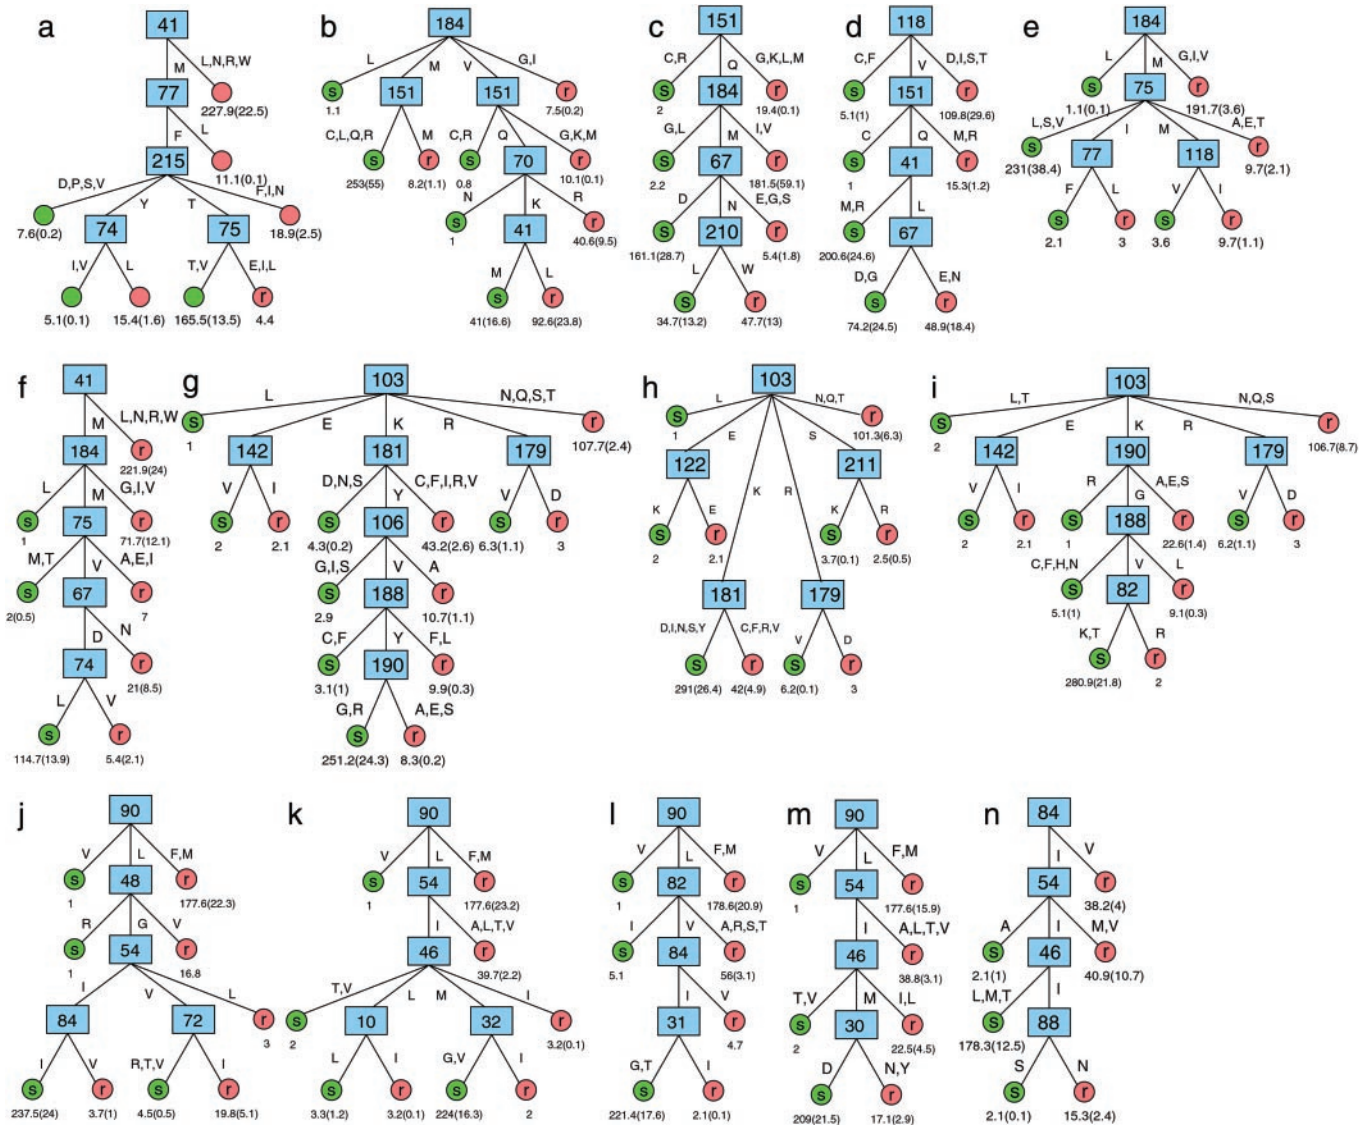 a
41
M
L,N,R,W
77
227.9(22.5)
F
L
215
11.1(0.1)
D,P,S,V
Y
T
F,I,N
7.6(0.2)
74
75
18.9(2.5)
I,V
L
T,V
E,I,L
r
5.1(0.1)
15.4(1.6)
165.5(13.5)
4.4
b
184
L
M
V
G,I
s
151
151
r
1.1
7.5(0.2)
C,L,Q,R
M
C,R
Q
G,K,M
s
r
s
70
r
253(55)
8.2(1.1)
0.8
10.1(0.1)
N
K
R
s
41
r
1
40.6(9.5)
M
L
s
r
41(16.6)
92.6(23.8)
c
151
C,R
Q
G,K,L,M
s
184
r
2
19.4(0.1)
G,L
M
I,V
s
67
r
2.2
181.5(59.1)
D
N
E,G,S
s
210
r
161.1(28.7)
5.4(1.8)
L
W
s
r
34.7(13.2)
47.7(13)
d
118
C,F
V
D,I,S,T
s
151
r
5.1(1)
109.8(29.6)
C
Q
M,R
s
41
r
1
15.3(1.2)
M,R
L
s
67
200.6(24.6)
D,G
E,N
s
r
74.2(24.5)
48.9(18.4)
e
184
L
M
G,I,V
s
75
r
1.1(0.1)
191.7(3.6)
L,S,V
I
M
A,E,T
s
77
118
r
231(38.4)
9.7(2.1)
F
L
V
I
s
r
s
r
2.1
3
3.6
9.7(1.1)
f
41
M
L,N,R,W
184
r
221.9(24)
L
M
G,I,V
s
75
r
1
71.7(12.1)
M,T
V
A,E,I
s
67
r
2(0.5)
7
D
N
74
r
21(8.5)
L
V
s
r
114.7(13.9)
5.4(2.1)
g
103
L
E
K
R
N,Q,S,T
s
142
181
179
r
1
107.7(2.4)
V
I
D,N,S
Y
C,F,I,R,V
V
D
s
r
s
106
r
s
r
2
2.1
4.3(0.2)
43.2(2.6)
6.3(1.1)
3
G,I,S
V
A
s
188
r
2.9
10.7(1.1)
C,F
Y
F,L
s
190
r
3.1(1)
9.9(0.3)
G,R
A,E,S
s
r
251.2(24.3)
8.3(0.2)
h
103
L
N,Q,T
s
r
1
101.3(6.3)
E
K
R
S
122
211
K
E
K
R
s
r
s
r
2
2.1
3.7(0.1)
2.5(0.5)
181
179
D,I,N,S,Y
C,F,R,V
V
D
s
r
s
r
291(26.4)
42(4.9)
6.2(0.1)
3
i
103
L,T
E
K
R
N,Q,S
s
142
190
179
r
2
106.7(8.7)
V
I
R
G
A,E,S
V
D
s
r
s
188
r
s
r
2
2.1
1
22.6(1.4)
6.2(1.1)
3
C,F,H,N
V
L
s
82
r
5.1(1)
9.1(0.3)
K,T
R
s
r
280.9(21.8)
2
j
90
V
L
F,M
s
48
r
1
177.6(22.3)
R
G
V
s
54
r
1
16.8
I
V
L
84
72
r
3
I
V
R,T,V
I
s
r
s
r
237.5(24)
3.7(1)
4.5(0.5)
19.8(5.1)
k
90
V
L
F,M
s
54
r
1
177.6(23.2)
I
A,L,T,V
46
r
39.7(2.2)
T,V
L
M
I
s
10
32
r
2
3.2(0.1)
L
I
G,V
I
s
r
s
r
3.3(1.2)
3.2(0.1)
224(16.3)
2
l
90
V
L
F,M
s
82
r
1
178.6(20.9)
I
V
A,R,S,T
s
84
r
5.1
56(3.1)
I
V
31
r
4.7
G,T
I
s
r
221.4(17.6)
2.1(0.1)
m
90
V
L
F,M
s
54
r
1
177.6(15.9)
I
A,L,T,V
46
r
38.8(3.1)
T,V
M
I,L
s
30
r
2
22.5(4.5)
D
N,Y
s
r
209(21.5)
17.1(2.9)
n
84
I
V
54
r
38.2(4)
A
I
M,V
s
46
r
2.1(1)
40.9(10.7)
L,M,T
I
s
88
178.3(12.5)
S
N
s
r
2.1(0.1)
15.3(2.4)